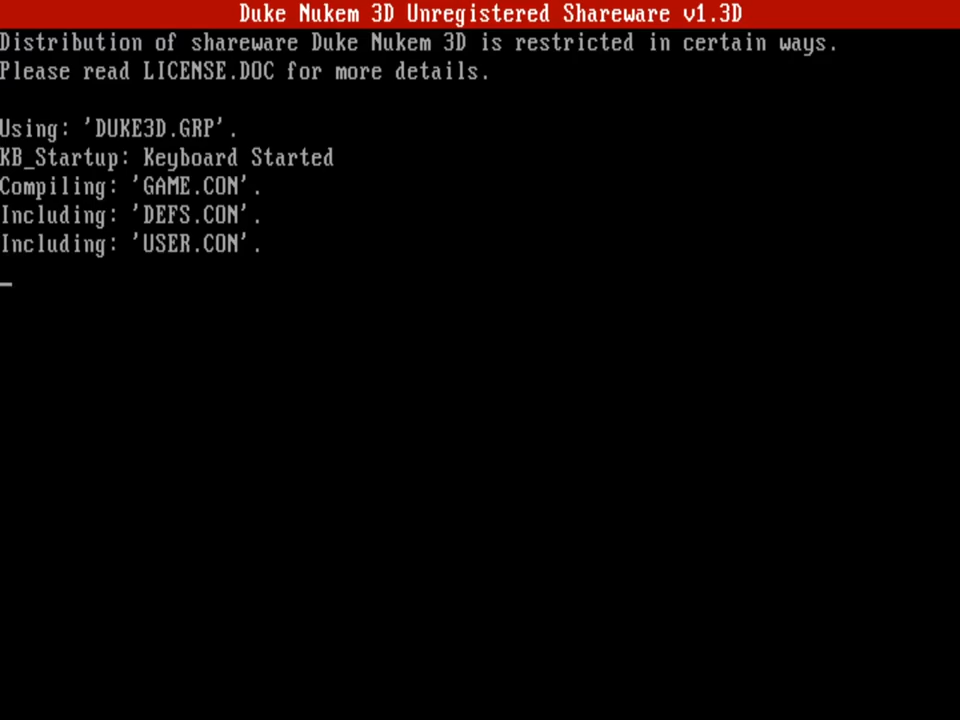 Duke Nukem 3D Unregistered Shareware v1.3D
Distribution of shareware Duke Nukem 3D is restricted in certain ways.
Please read LICENSE.DOC for more details.
Using: 'DUKE3D.GRP'.
KB_Startup: Keyboard Started
Compiling: 'GAME.CON'.
Including: 'DEFS.CON'.
Including: 'USER.CON'.